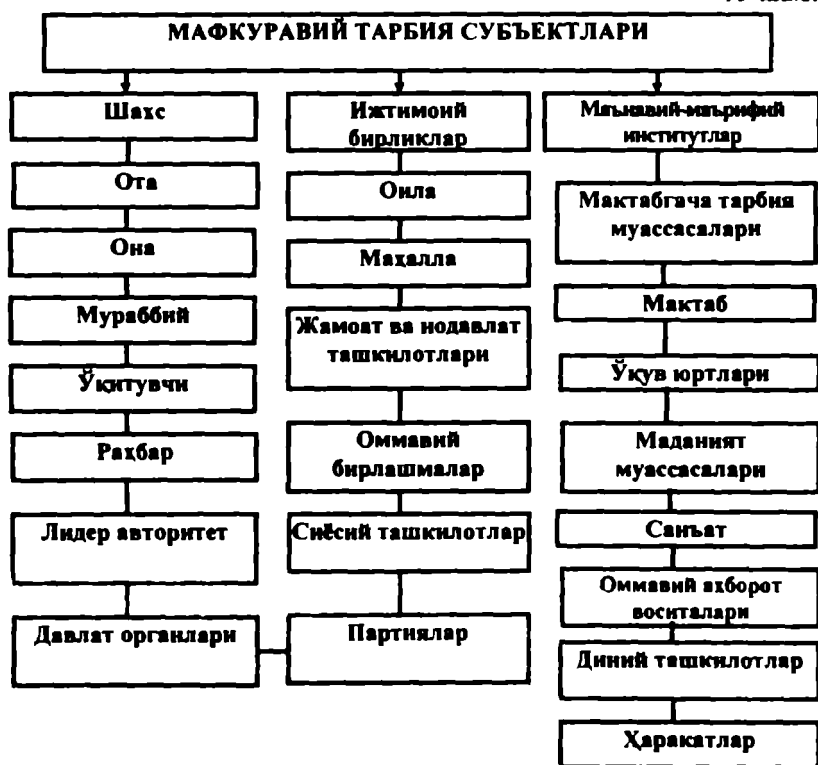 МАФКУРАВИЙ ТАРБИЯ СУБЪЕКТЛАРИ
Шахс
Ота
Она
Мураббий
Ўқитувчи
Раҳбар
Лидер авторитет
Давлат органлари
Ижтимоий
бирликлар
Оила
Маҳалла
Жамоат ва нодавлат
ташкилотлари
Оммавий
бирлашмалар
Сиёсий ташкилотлар
Партиялар
Маънавий-маърифий
институтлар
Мактабгача тарбия
муассасалари
Мактаб
Ўқув юртлари
Маданият
муассасалари
Санъат
Оммавий ахборот
воситалари
Диний ташкилотлар
Ҳаракатлар